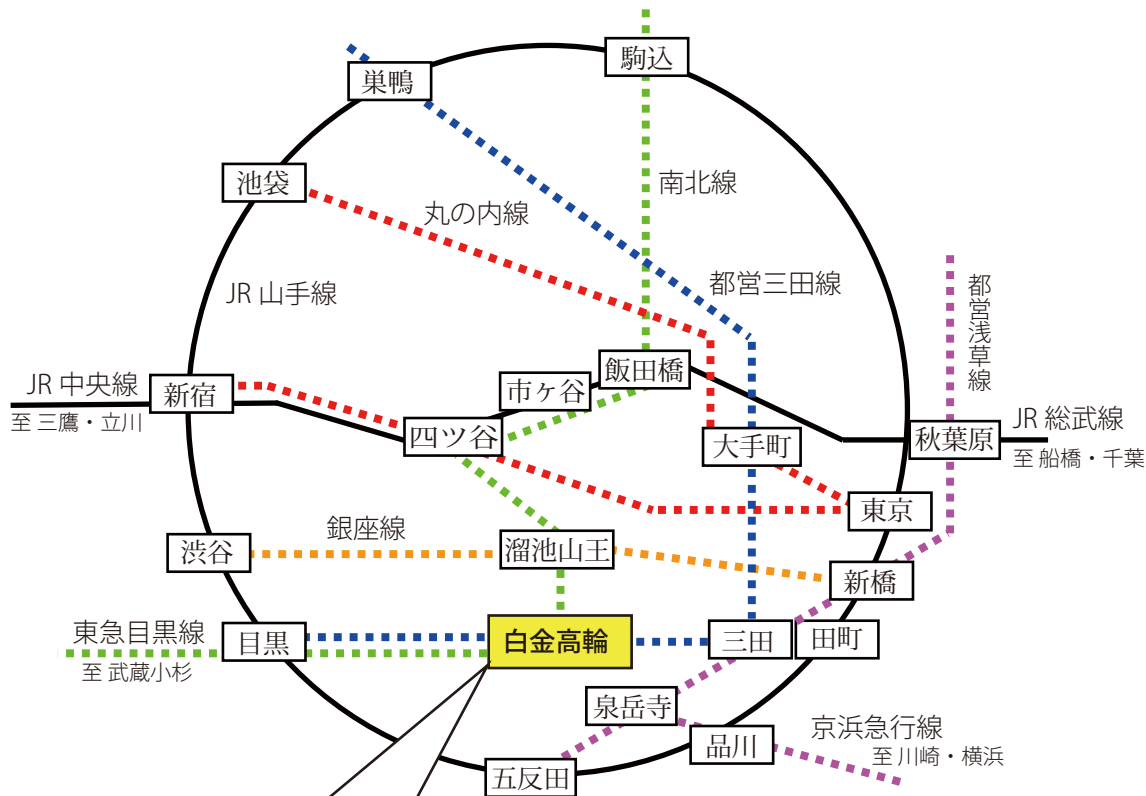 駒込
巣鴨
池袋
南北線
丸の内線
JR 山手線
都営三田線
都営浅草線
飯田橋
市ヶ谷
JR 中央線
至 三鷹・立川
新宿
四ツ谷
大手町
秋葉原
JR 総武線
至 船橋・千葉
東京
銀座線
渋谷
溜池山王
新橋
東急目黒線
至 武蔵小杉
目黒
白金高輪
三田
田町
泉岳寺
品川
京浜急行線
至 川崎・横浜
五反田